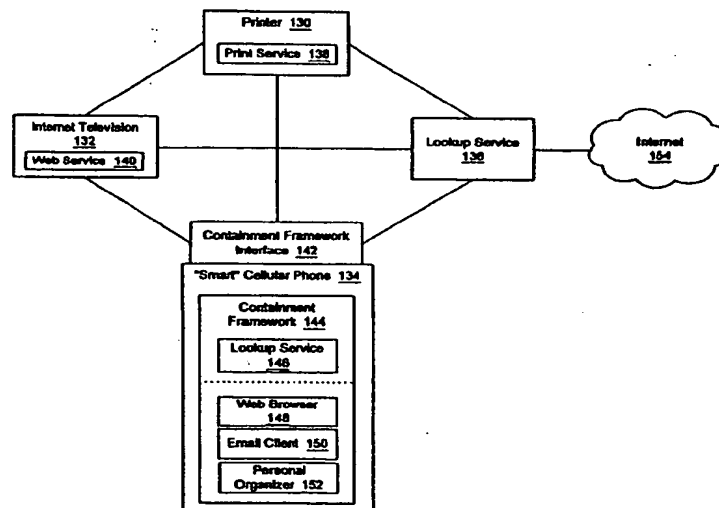 Printer 130
Print Service 138
Internet Television
132
Web Service 140
Lookup Service
136
Internet
154
Containment Framework
Interface 142
"Smart" Cellular Phone 134
Containment
Framework 144
Lookup Service
146
Web Browser
148
Email Client 150
Personal
Organizer 152